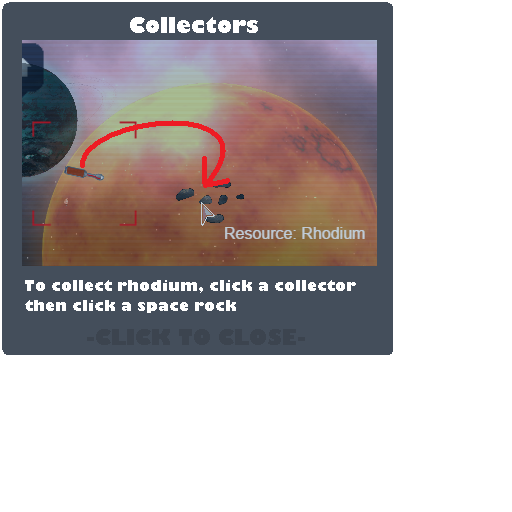 Collectors
Resource: Rhodium
To collect rhodium, click a collector
then click a space rock
-CLICK TO CLOSE-